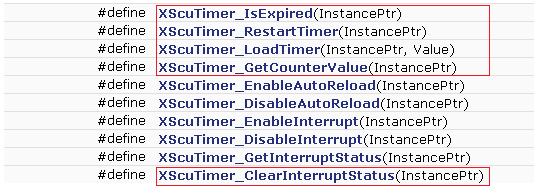 #define XScuTimer_IsExpired(InstancePtr)
#define XScuTimer_RestartTimer(InstancePtr)
#define XScuTimer_LoadTimer(InstancePtr, Value)
#define XScuTimer_GetCounterValue(InstancePtr)
#define XScuTimer_EnableAutoReload(InstancePtr)
#define XScuTimer_DisableAutoReload(InstancePtr)
#define XScuTimer_EnableInterrupt(InstancePtr)
#define XScuTimer_DisableInterrupt(InstancePtr)
#define XScuTimer_GetInterruptStatus(InstancePtr)
#define XScuTimer_ClearInterruptStatus(InstancePtr)